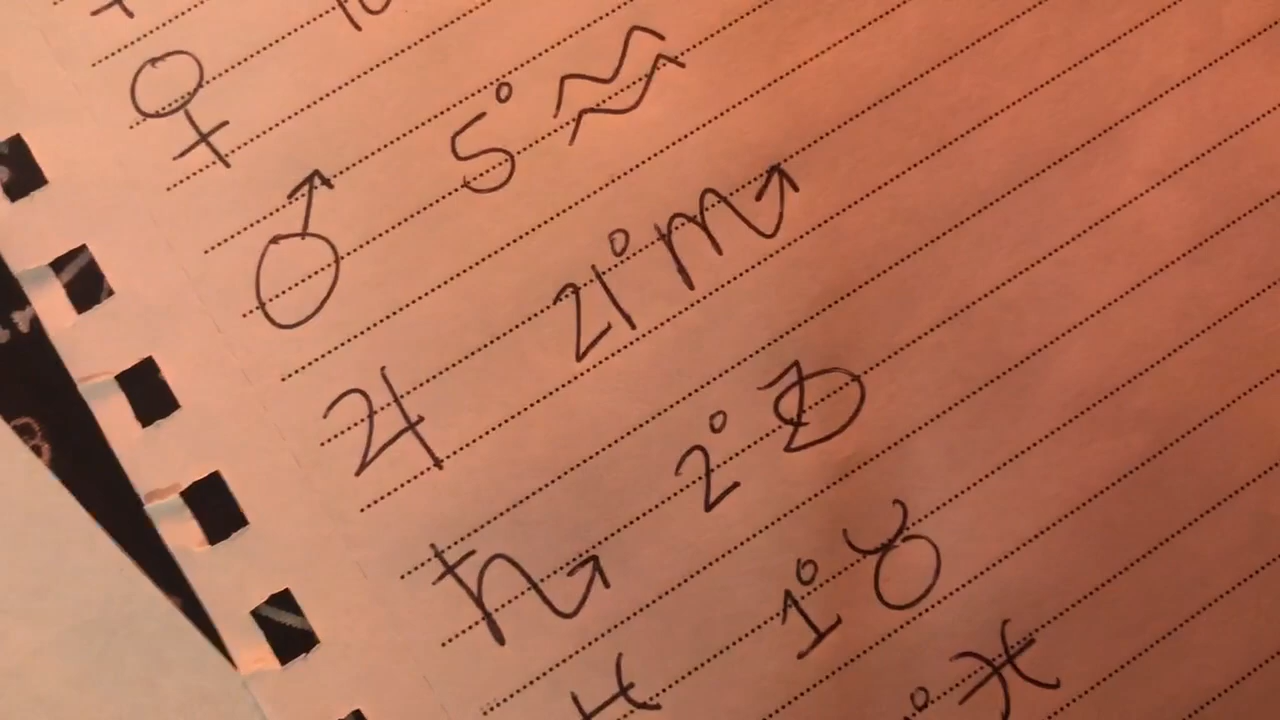 ♀
♂ 5° ♒
♃ 21° ♏
♄ 2° ♑
1° ♉
° ♓